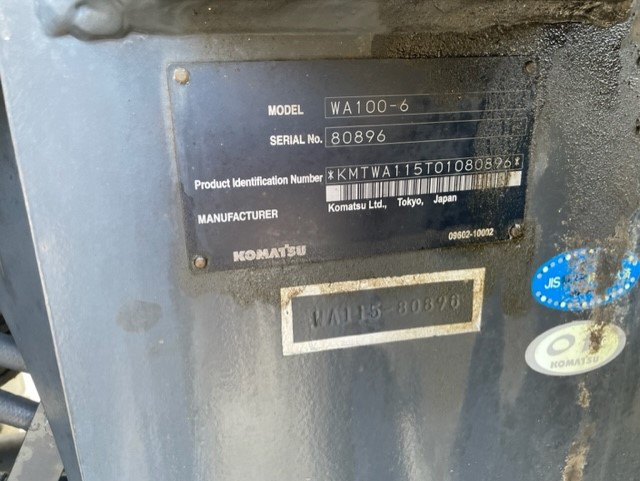 MODEL WA100-6
SERIAL No. 80896
Product Identification Number *KMTWA115T01080896*
MANUFACTURER Komatsu Ltd., Tokyo, Japan
09602-10002
KOMATSU
WA115-80896
JIS
KOMATSU